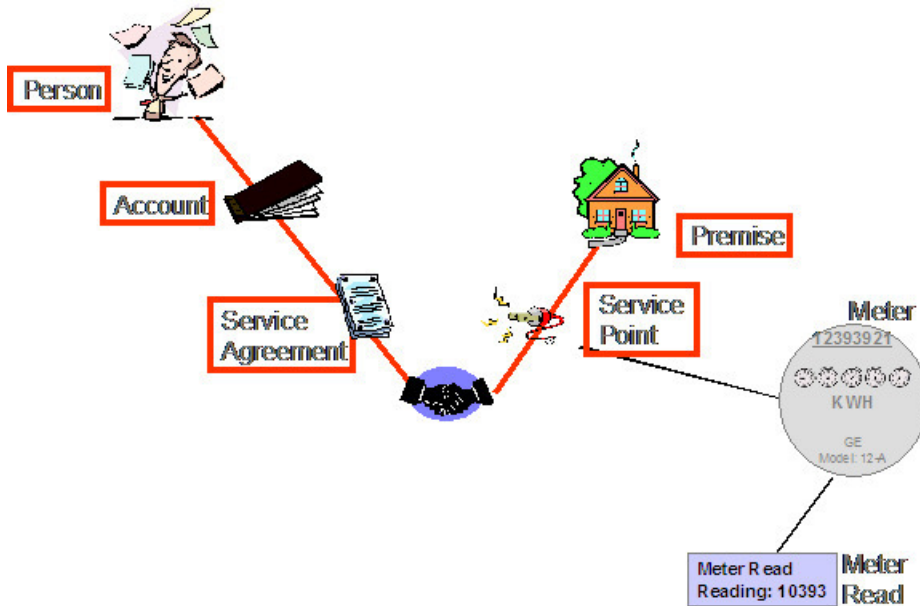 Person
Account
Premise
Service
Agreement
Service
Point
Meter
12393921
KWH
GE
Model: 12-A
Meter Read
Reading: 10393
Meter
Read